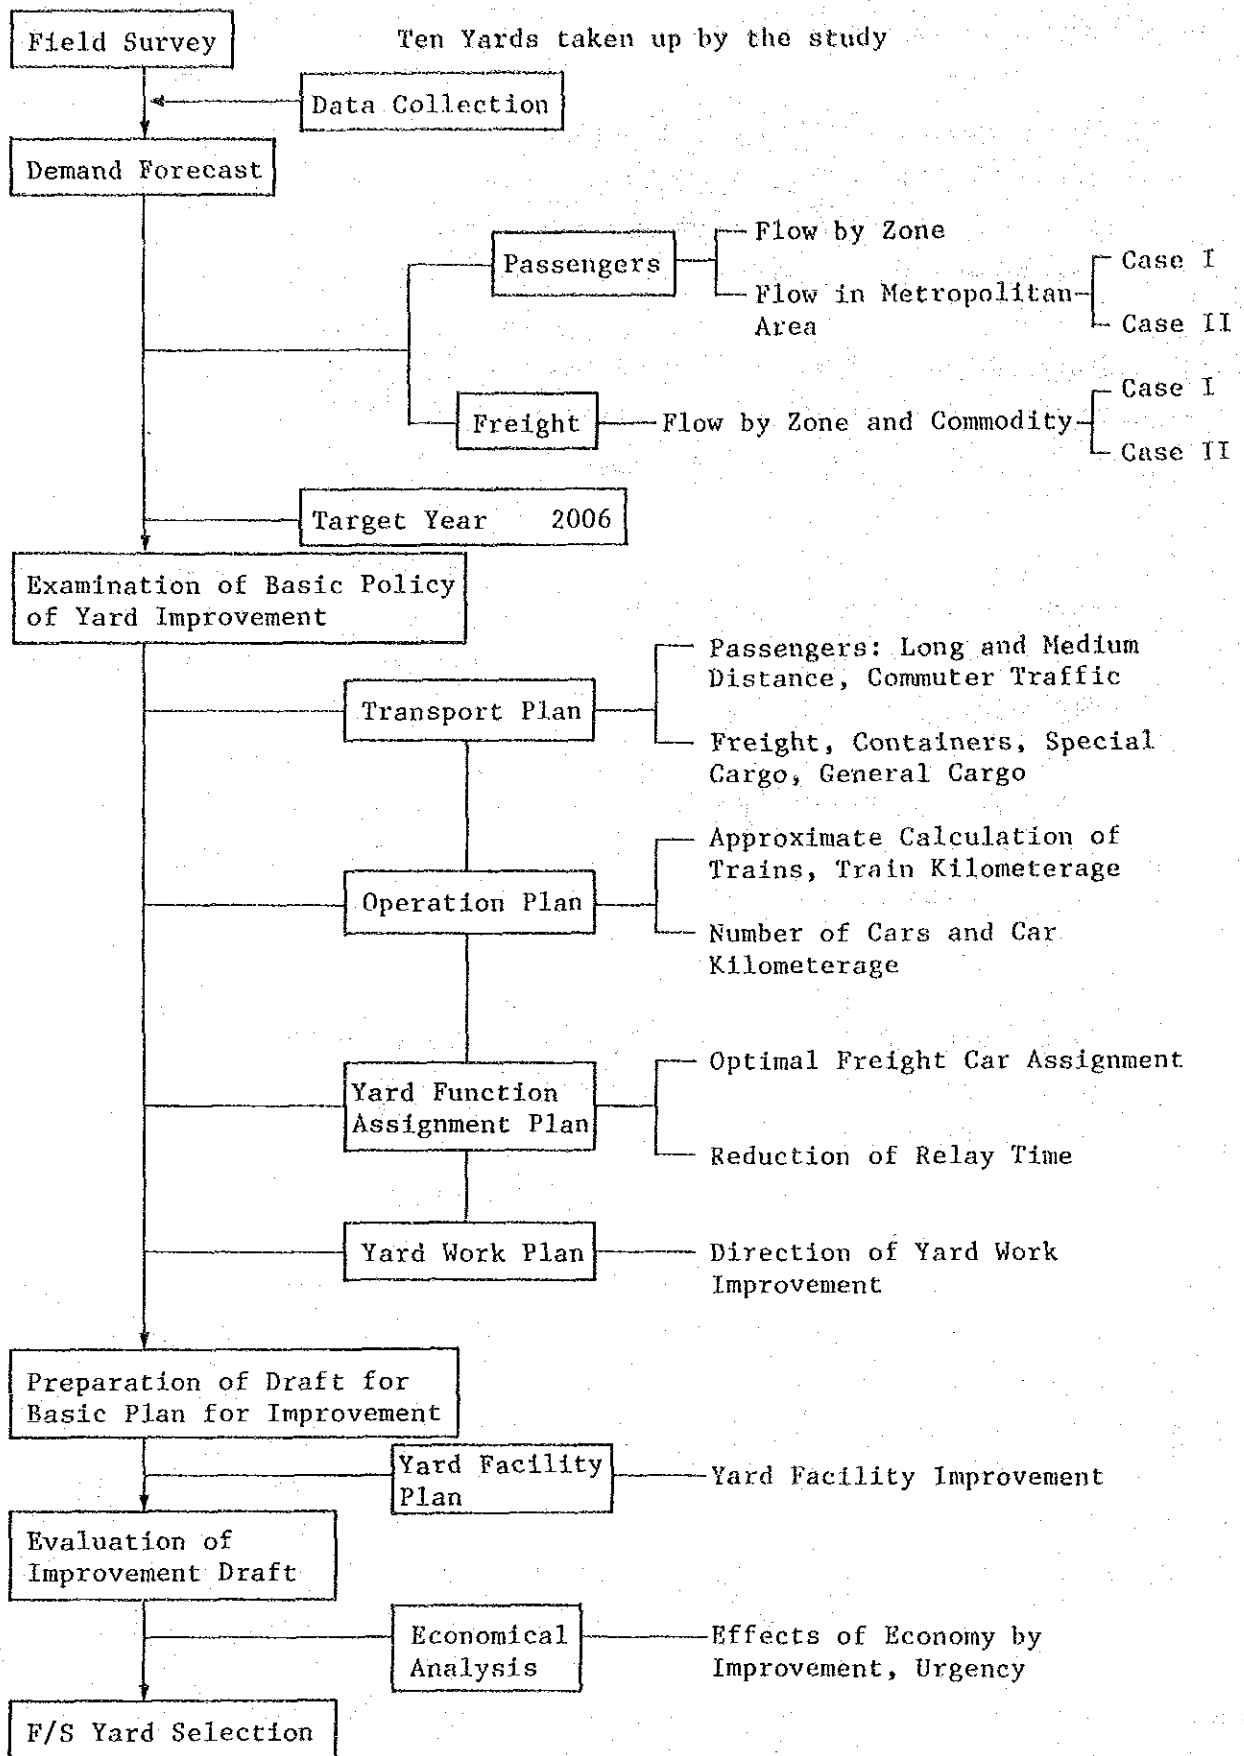 Field Survey
Ten Yards taken up by the study
Data Collection
Demand Forecast
Passengers
Flow by Zone
Flow in Metropolitan
Area
Case I
Case II
Freight
Flow by Zone and Commodity
Case I
Case II
Target Year 2006
Examination of Basic Policy
of Yard Improvement
Transport Plan
Passengers: Long and Medium
Distance, Commuter Traffic
Freight, Containers, Special
Cargo, General Cargo
Operation Plan
Approximate Calculation of
Trains, Train Kilometerage
Number of Cars and Car
Kilometerage
Yard Function
Assignment Plan
Optimal Freight Car Assignment
Reduction of Relay Time
Yard Work Plan
Direction of Yard Work
Improvement
Preparation of Draft for
Basic Plan for Improvement
Yard Facility
Plan
Yard Facility Improvement
Evaluation of
Improvement Draft
Economical
Analysis
Effects of Economy by
Improvement, Urgency
F/S Yard Selection